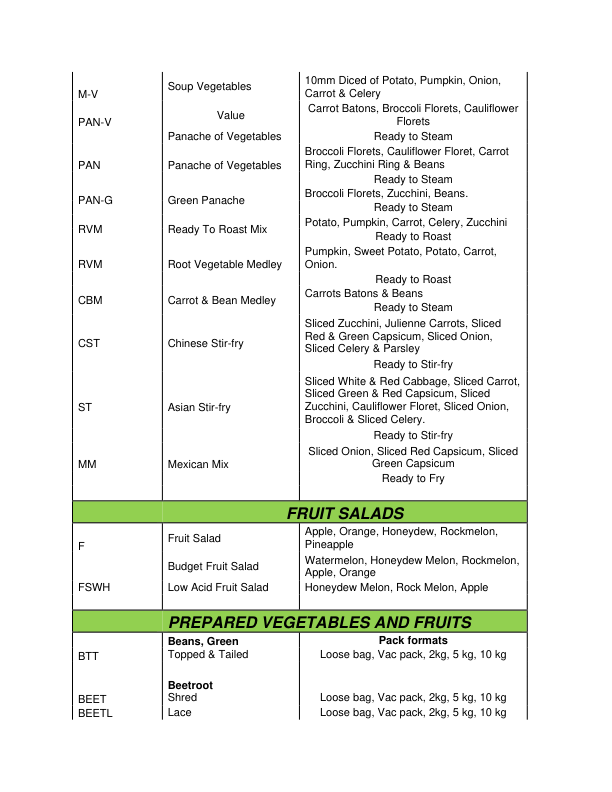 M-V Soup Vegetables 10mm Diced of Potato, Pumpkin, Onion,
Carrot & Celery
PAN-V Value Carrot Batons, Broccoli Florets, Cauliflower
Florets
Panache of Vegetables Ready to Steam
PAN Panache of Vegetables Broccoli Florets, Cauliflower Floret, Carrot
Ring, Zucchini Ring & Beans
Ready to Steam
PAN-G Green Panache Broccoli Florets, Zucchini, Beans.
Ready to Steam
RVM Ready To Roast Mix Potato, Pumpkin, Carrot, Celery, Zucchini
Ready to Roast
RVM Root Vegetable Medley Pumpkin, Sweet Potato, Potato, Carrot,
Onion.
Ready to Roast
CBM Carrot & Bean Medley Carrots Batons & Beans
Ready to Steam
CST Chinese Stir-fry Sliced Zucchini, Julienne Carrots, Sliced
Red & Green Capsicum, Sliced Onion,
Sliced Celery & Parsley
Ready to Stir-fry
ST Asian Stir-fry Sliced White & Red Cabbage, Sliced Carrot,
Sliced Green & Red Capsicum, Sliced
Zucchini, Cauliflower Floret, Sliced Onion,
Broccoli & Sliced Celery.
Ready to Stir-fry
MM Mexican Mix Sliced Onion, Sliced Red Capsicum, Sliced
Green Capsicum
Ready to Fry
FRUIT SALADS
F Fruit Salad Apple, Orange, Honeydew, Rockmelon,
Pineapple
Budget Fruit Salad Watermelon, Honeydew Melon, Rockmelon,
Apple, Orange
FSWH Low Acid Fruit Salad Honeydew Melon, Rock Melon, Apple
PREPARED VEGETABLES AND FRUITS
Beans, Green Pack formats
BTT Topped & Tailed Loose bag, Vac pack, 2kg, 5 kg, 10 kg
Beetroot
BEET Shred Loose bag, Vac pack, 2kg, 5 kg, 10 kg
BEETL Lace Loose bag, Vac pack, 2kg, 5 kg, 10 kg